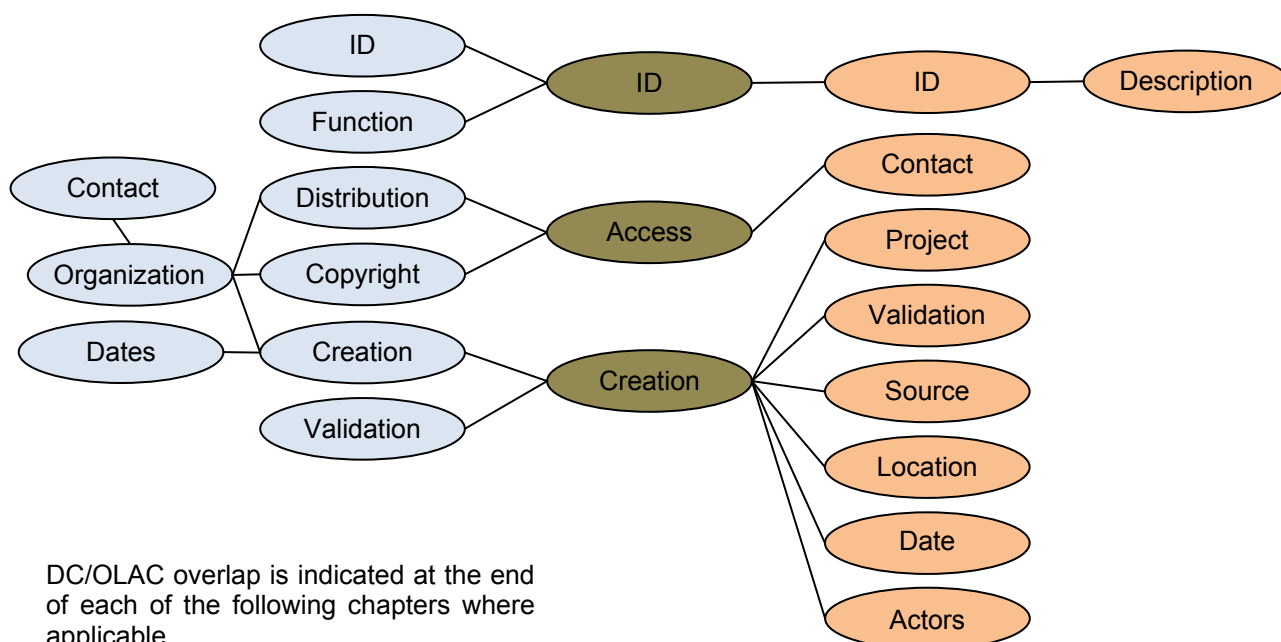 ID
Function
Contact
Distribution
Organization
Copyright
Dates
Creation
Validation
ID
Access
Creation
ID
Description
Contact
Project
Validation
Source
Location
Date
Actors
DC/OLAC overlap is indicated at the end
of each of the following chapters where
applicable